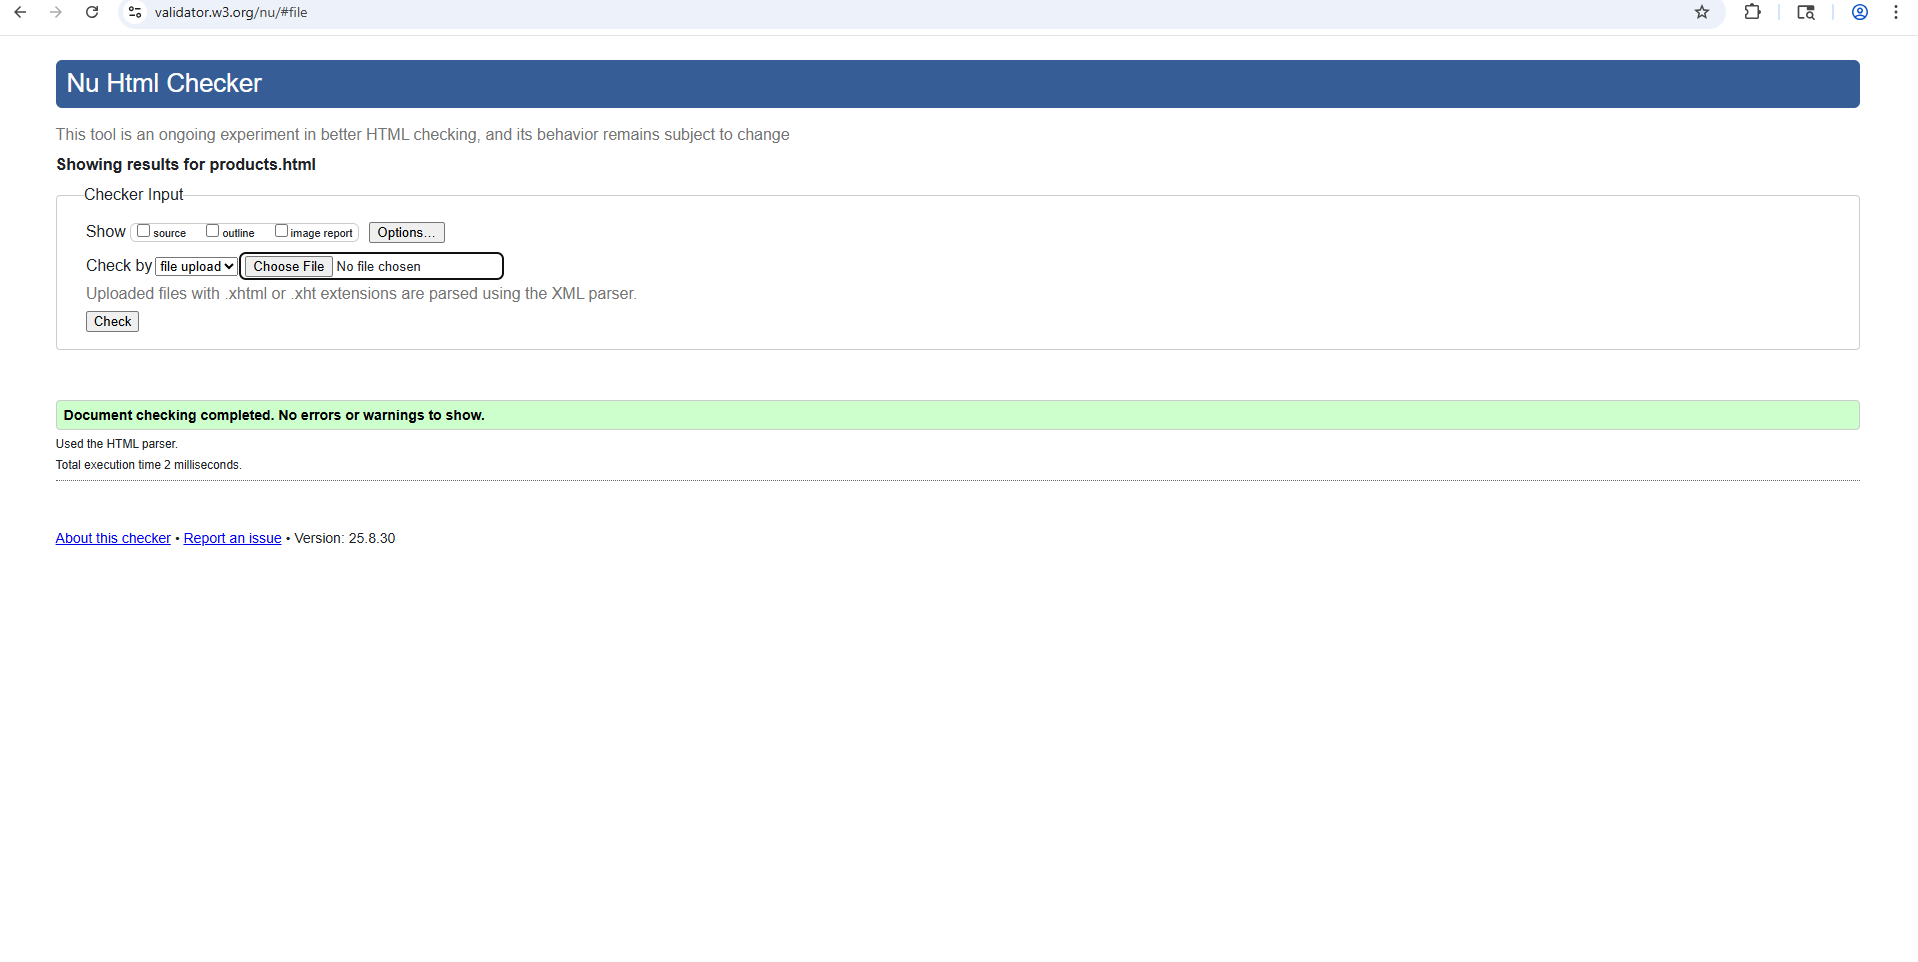 validator.w3.org/nu/#file
Nu Html Checker
This tool is an ongoing experiment in better HTML checking, and its behavior remains subject to change
Showing results for products.html
Checker Input
Show source outline image report Options...
Check by file upload Choose File No file chosen
Uploaded files with .xhtml or .xht extensions are parsed using the XML parser.
Check
Document checking completed. No errors or warnings to show.
Used the HTML parser.
Total execution time 2 milliseconds.
About this checker • Report an issue • Version: 25.8.30